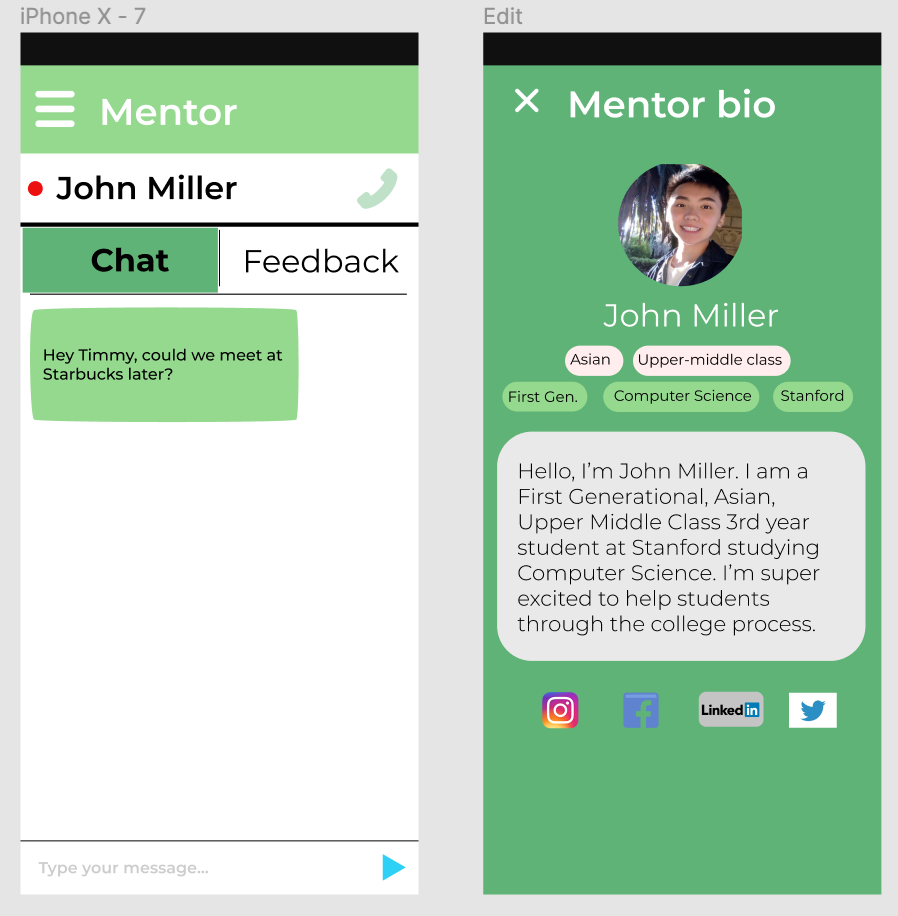 iPhone X - 7
Mentor
John Miller
Chat
Feedback
Hey Timmy, could we meet at
Starbucks later?
Type your message...
Edit
Mentor bio
John Miller
Asian
Upper-middle class
First Gen.
Computer Science
Stanford
Hello, I’m John Miller. I am a
First Generational, Asian,
Upper Middle Class 3rd year
student at Stanford studying
Computer Science. I’m super
excited to help students
through the college process.
Linked in